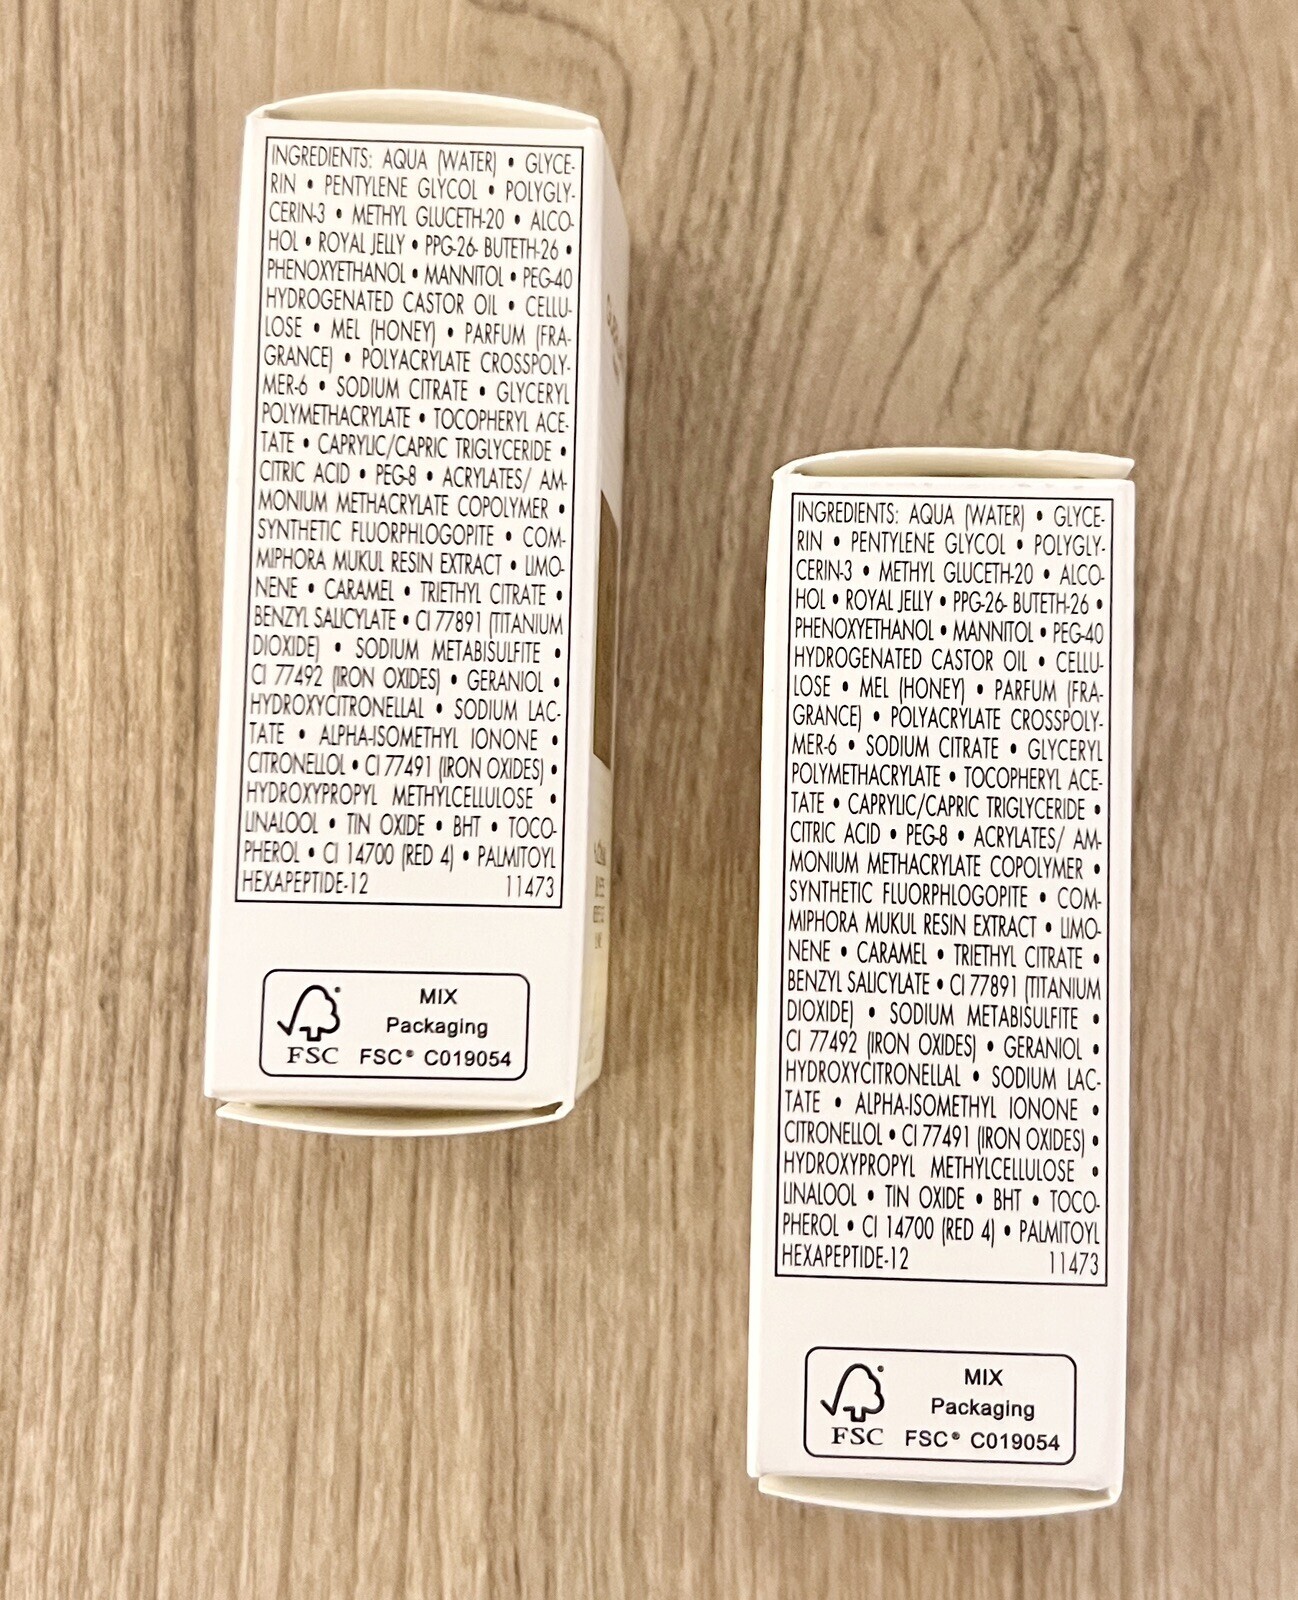 INGREDIENTS: AQUA (WATER) • GLYCE-
RIN • PENTYLENE GLYCOL • POLYGLY-
CERIN-3 • METHYL GLUCETH-20 • ALCO-
HOL • ROYAL JELLY • PPG-26- BUTETH-26 •
PHENOXYETHANOL • MANNITOL • PEG-40
HYDROGENATED CASTOR OIL • CELLU-
LOSE • MEL (HONEY) • PARFUM (FRA-
GRANCE) • POLYACRYLATE CROSSPOLY-
MER-6 • SODIUM CITRATE • GLYCERYL
POLYMETHACRYLATE • TOCOPHERYL ACE-
TATE • CAPRYLIC/CAPRIC TRIGLYCERIDE •
CITRIC ACID • PEG-8 • ACRYLATES/ AM-
MONIUM METHACRYLATE COPOLYMER •
SYNTHETIC FLUORPHLOGOPITE • COM-
MIPHORA MUKUL RESIN EXTRACT • LIMO-
NENE • CARAMEL • TRIETHYL CITRATE •
BENZYL SALICYLATE • CI 77891 (TITANIUM
DIOXIDE) • SODIUM METABISULFITE •
CI 77492 (IRON OXIDES) • GERANIOL •
HYDROXYCITRONELLAL • SODIUM LAC-
TATE • ALPHA-ISOMETHYL IONONE •
CITRONELLOL • CI 77491 (IRON OXIDES) •
HYDROXYPROPYL METHYLCELLULOSE •
LINALOOL • TIN OXIDE • BHT • TOCO-
PHEROL • CI 14700 (RED 4) • PALMITOYL
HEXAPEPTIDE-12 11473
MIX
Packaging
FSC FSC® C019054
INGREDIENTS: AQUA (WATER) • GLYCE-
RIN • PENTYLENE GLYCOL • POLYGLY-
CERIN-3 • METHYL GLUCETH-20 • ALCO-
HOL • ROYAL JELLY • PPG-26- BUTETH-26 •
PHENOXYETHANOL • MANNITOL • PEG-40
HYDROGENATED CASTOR OIL • CELLU-
LOSE • MEL (HONEY) • PARFUM (FRA-
GRANCE) • POLYACRYLATE CROSSPOLY-
MER-6 • SODIUM CITRATE • GLYCERYL
POLYMETHACRYLATE • TOCOPHERYL ACE-
TATE • CAPRYLIC/CAPRIC TRIGLYCERIDE •
CITRIC ACID • PEG-8 • ACRYLATES/ AM-
MONIUM METHACRYLATE COPOLYMER •
SYNTHETIC FLUORPHLOGOPITE • COM-
MIPHORA MUKUL RESIN EXTRACT • LIMO-
NENE • CARAMEL • TRIETHYL CITRATE •
BENZYL SALICYLATE • CI 77891 (TITANIUM
DIOXIDE) • SODIUM METABISULFITE •
CI 77492 (IRON OXIDES) • GERANIOL •
HYDROXYCITRONELLAL • SODIUM LAC-
TATE • ALPHA-ISOMETHYL IONONE •
CITRONELLOL • CI 77491 (IRON OXIDES) •
HYDROXYPROPYL METHYLCELLULOSE •
LINALOOL • TIN OXIDE • BHT • TOCO-
PHEROL • CI 14700 (RED 4) • PALMITOYL
HEXAPEPTIDE-12 11473
MIX
Packaging
FSC FSC® C019054